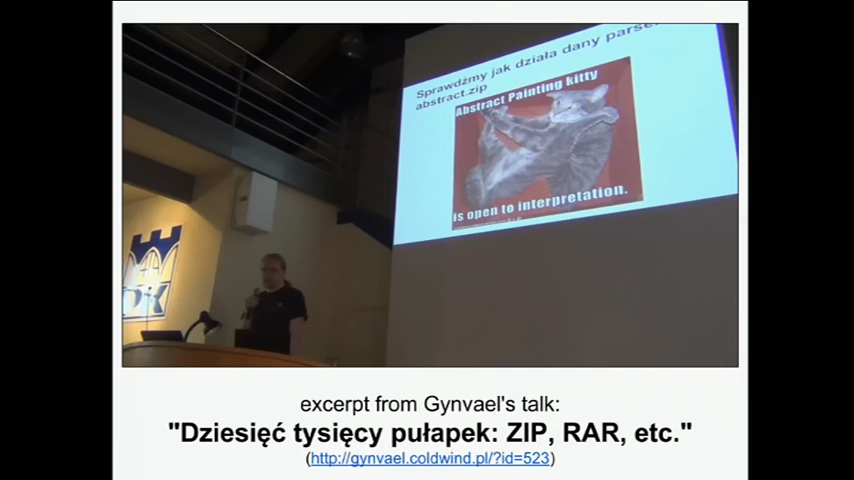 Sprawdźmy jak działa dany parser
abstract.zip
Abstract Painting kitty
is open to interpretation.
PK
excerpt from Gynvael's talk:
"Dziesięć tysięcy pułapek: ZIP, RAR, etc."
(http://gynvael.coldwind.pl/?id=523)